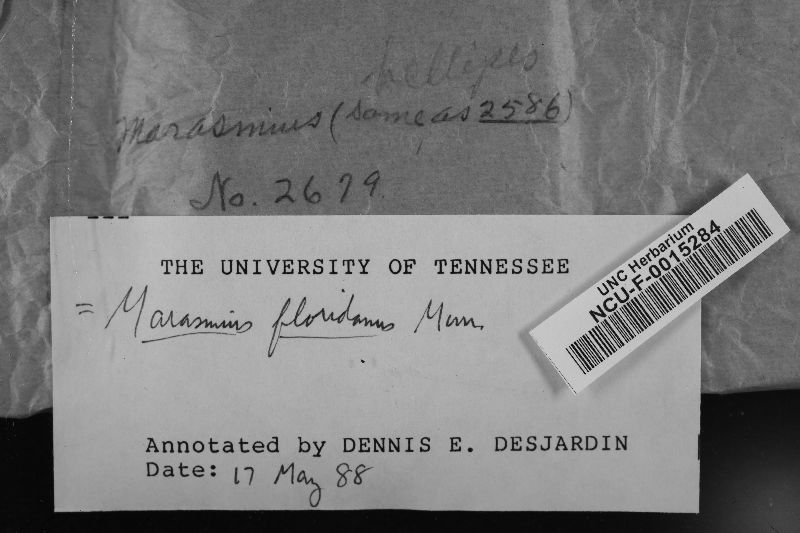 bellipes
Marasmius (same as 2586)
No. 2679
THE UNIVERSITY OF TENNESSEE
= Marasmius floridanus Murr.
UNC Herbarium
NCU-F-0015284
Annotated by DENNIS E. DESJARDIN
Date: 17 May 88